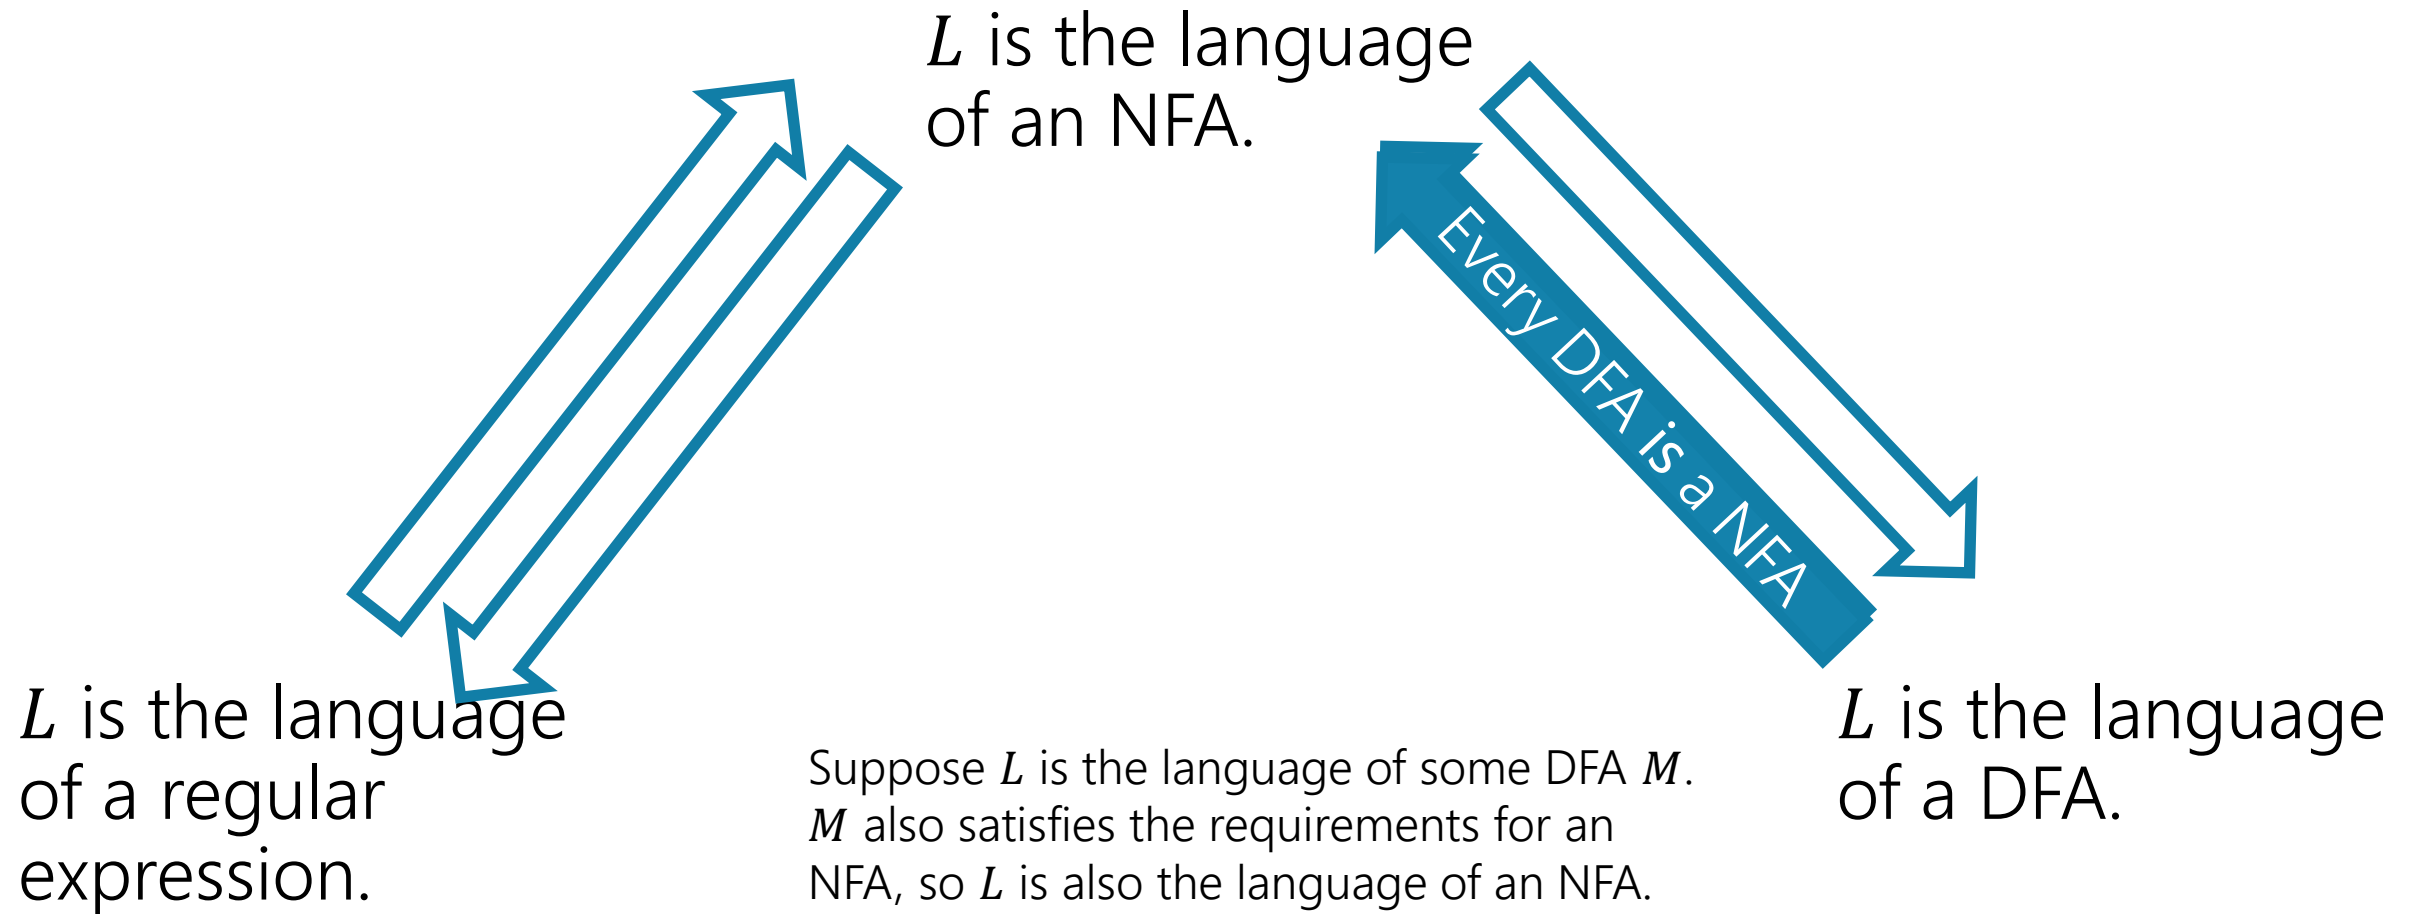 L is the language
of an NFA.
Every DFA is a NFA
L is the language
of a regular
expression.
Suppose L is the language of some DFA M.
M also satisfies the requirements for an
NFA, so L is also the language of an NFA.
L is the language
of a DFA.